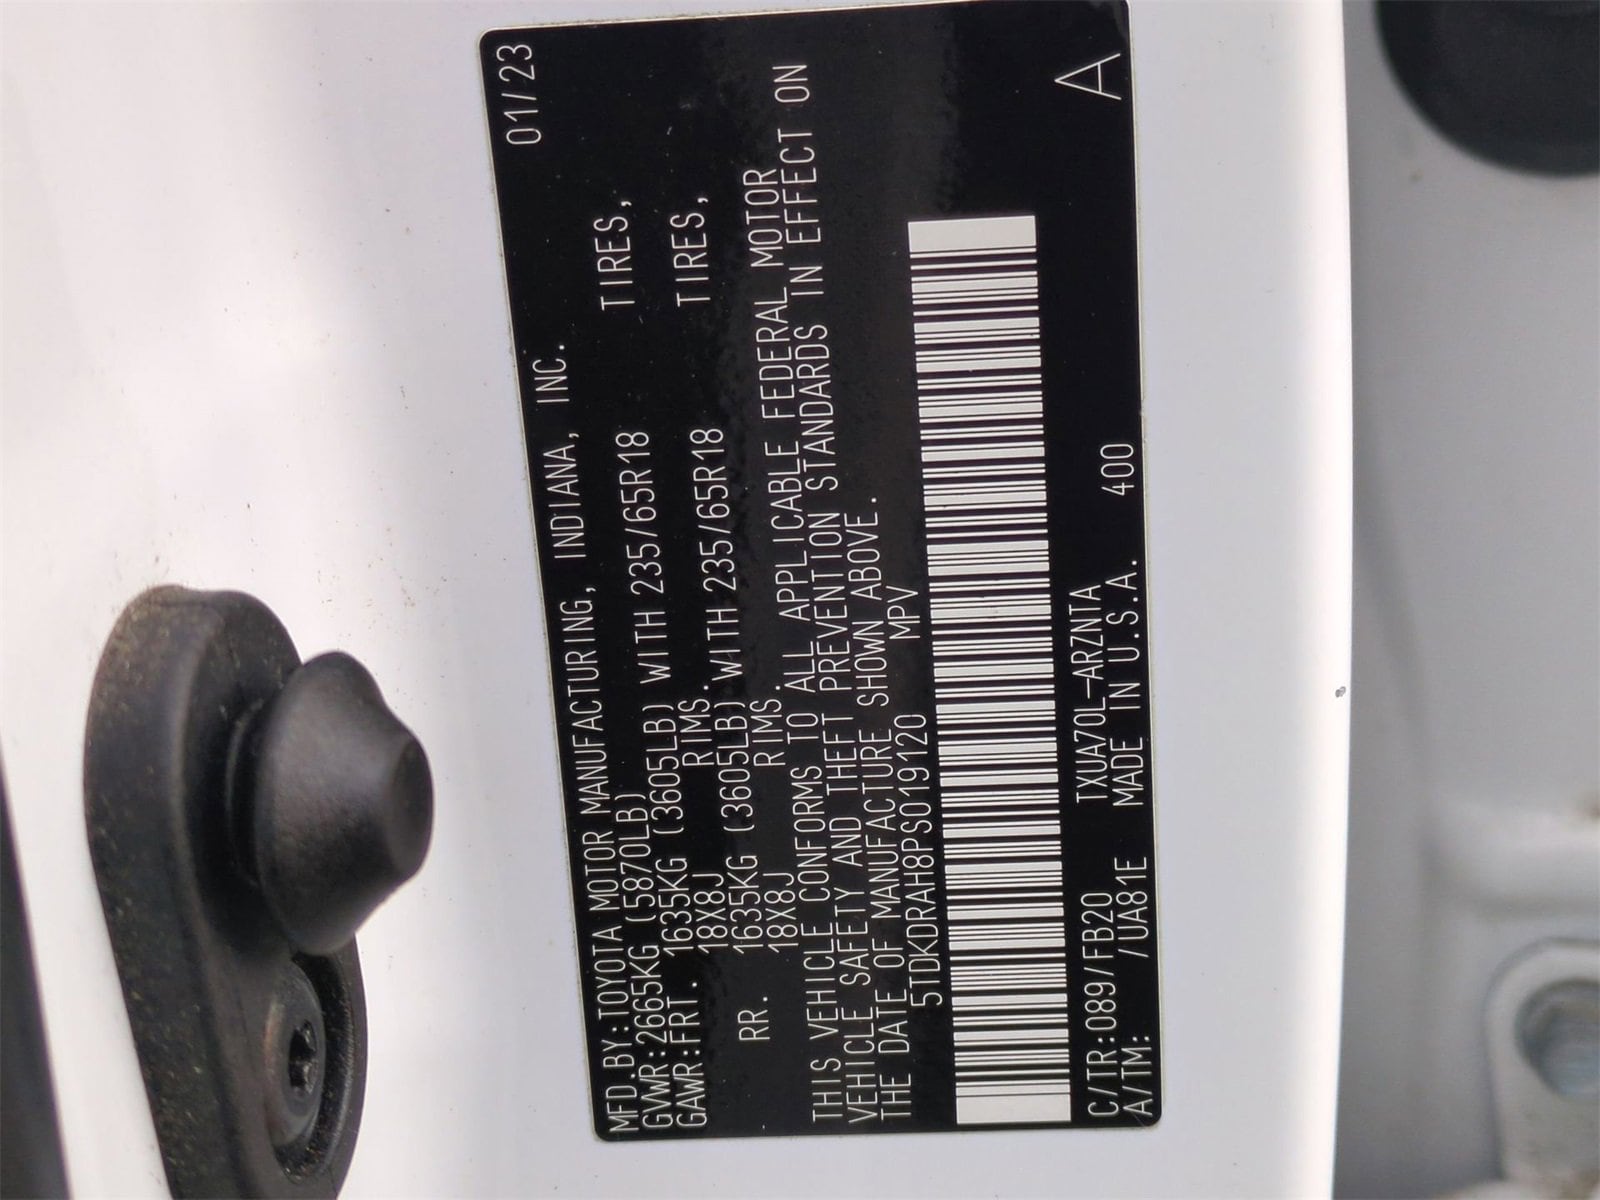 MFD.BY:TOYOTA MOTOR MANUFACTURING, INDIANA, INC. 01/23
GVWR:2665KG (5870LB)
GAWR:FRT. 1635KG (3605LB) WITH 235/65R18 TIRES,
18X8J RIMS.
RR. 1635KG (3605LB) WITH 235/65R18 TIRES,
18X8J RIMS.
THIS VEHICLE CONFORMS TO ALL APPLICABLE FEDERAL MOTOR
VEHICLE SAFETY AND THEFT PREVENTION STANDARDS IN EFFECT ON
THE DATE OF MANUFACTURE SHOWN ABOVE.
5TDKDRAH8PS019120 MPV
C/TR:089/FB20 TXUA70L-ARZNTA A
A/TM: /UA81E MADE IN U.S.A. 400